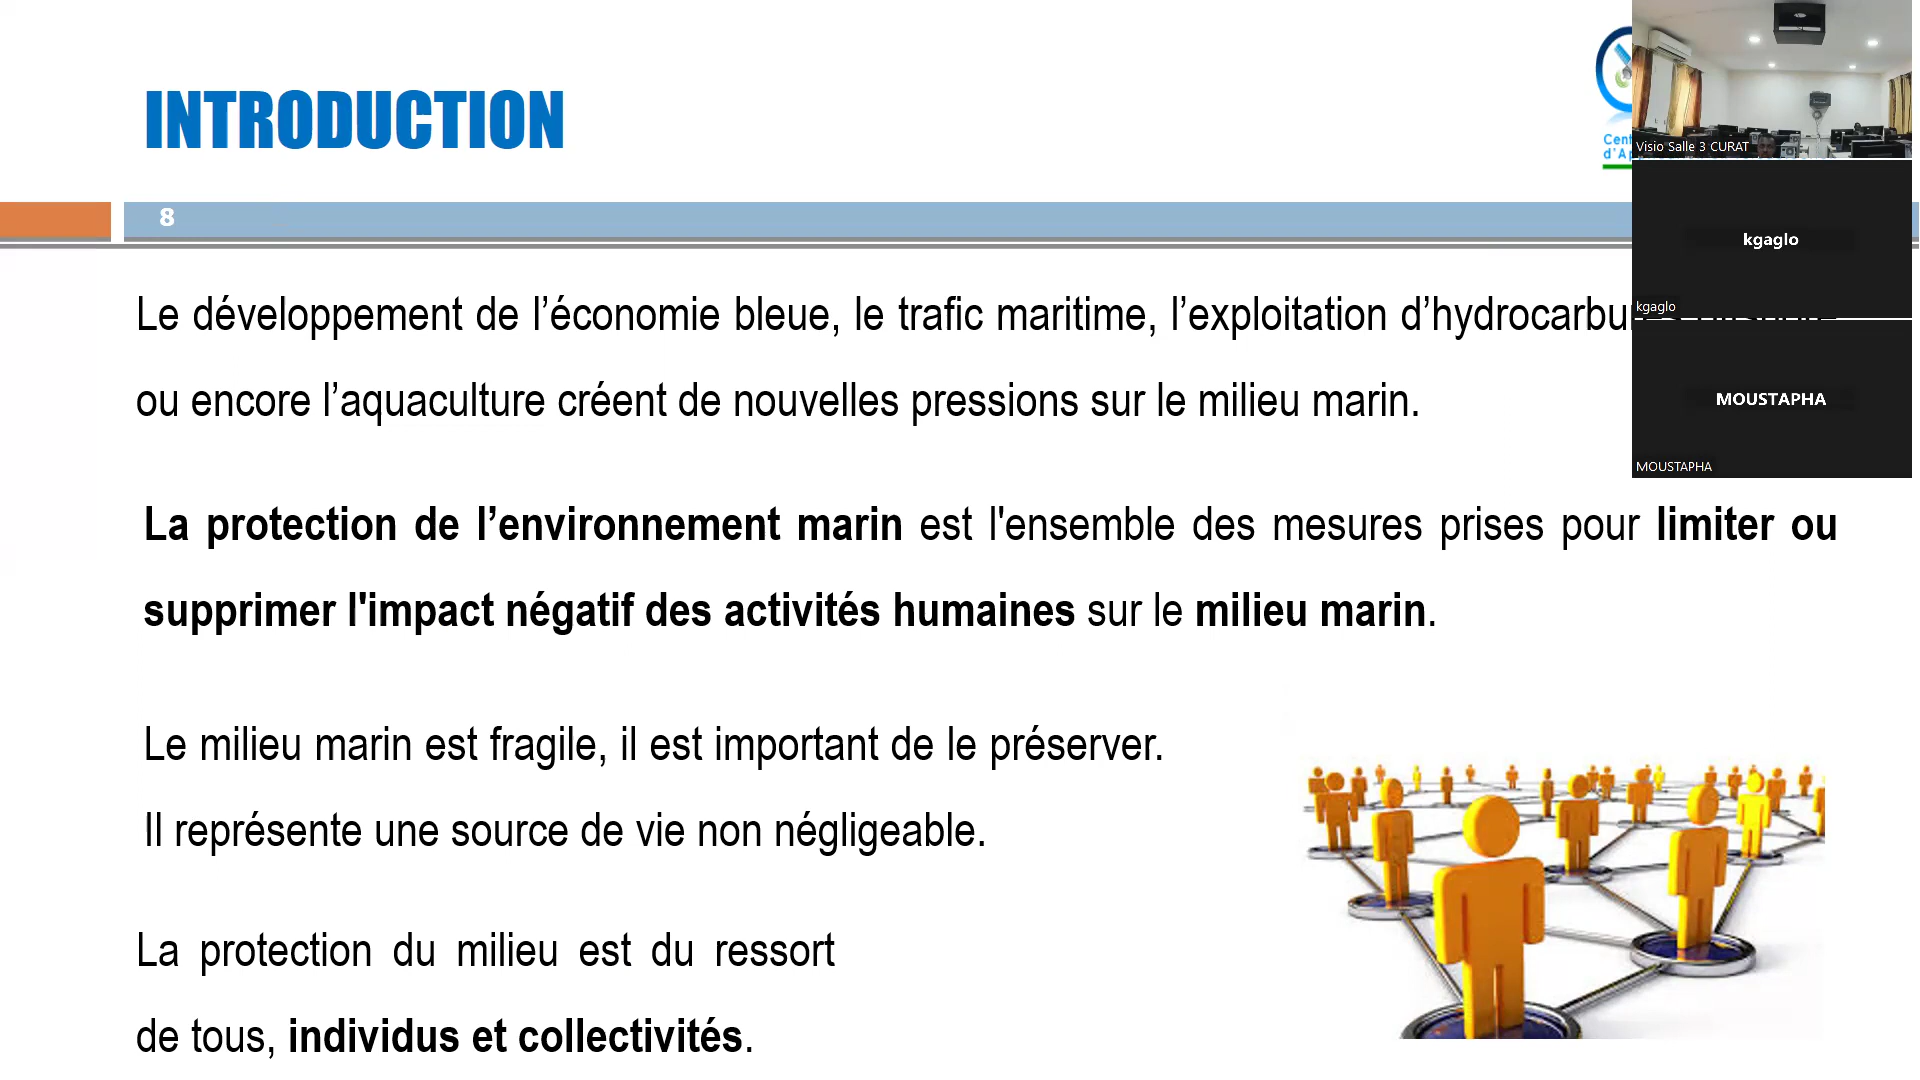 INTRODUCTION
Cent
d'Ap
8
Le développement de l’économie bleue, le trafic maritime, l’exploitation d’hydrocarbu
ou encore l’aquaculture créent de nouvelles pressions sur le milieu marin.
La protection de l’environnement marin est l'ensemble des mesures prises pour limiter ou
supprimer l'impact négatif des activités humaines sur le milieu marin.
Le milieu marin est fragile, il est important de le préserver.
Il représente une source de vie non négligeable.
La protection du milieu est du ressort
de tous, individus et collectivités.
Visio Salle 3 CURAT
kgaglo
kgaglo
MOUSTAPHA
MOUSTAPHA